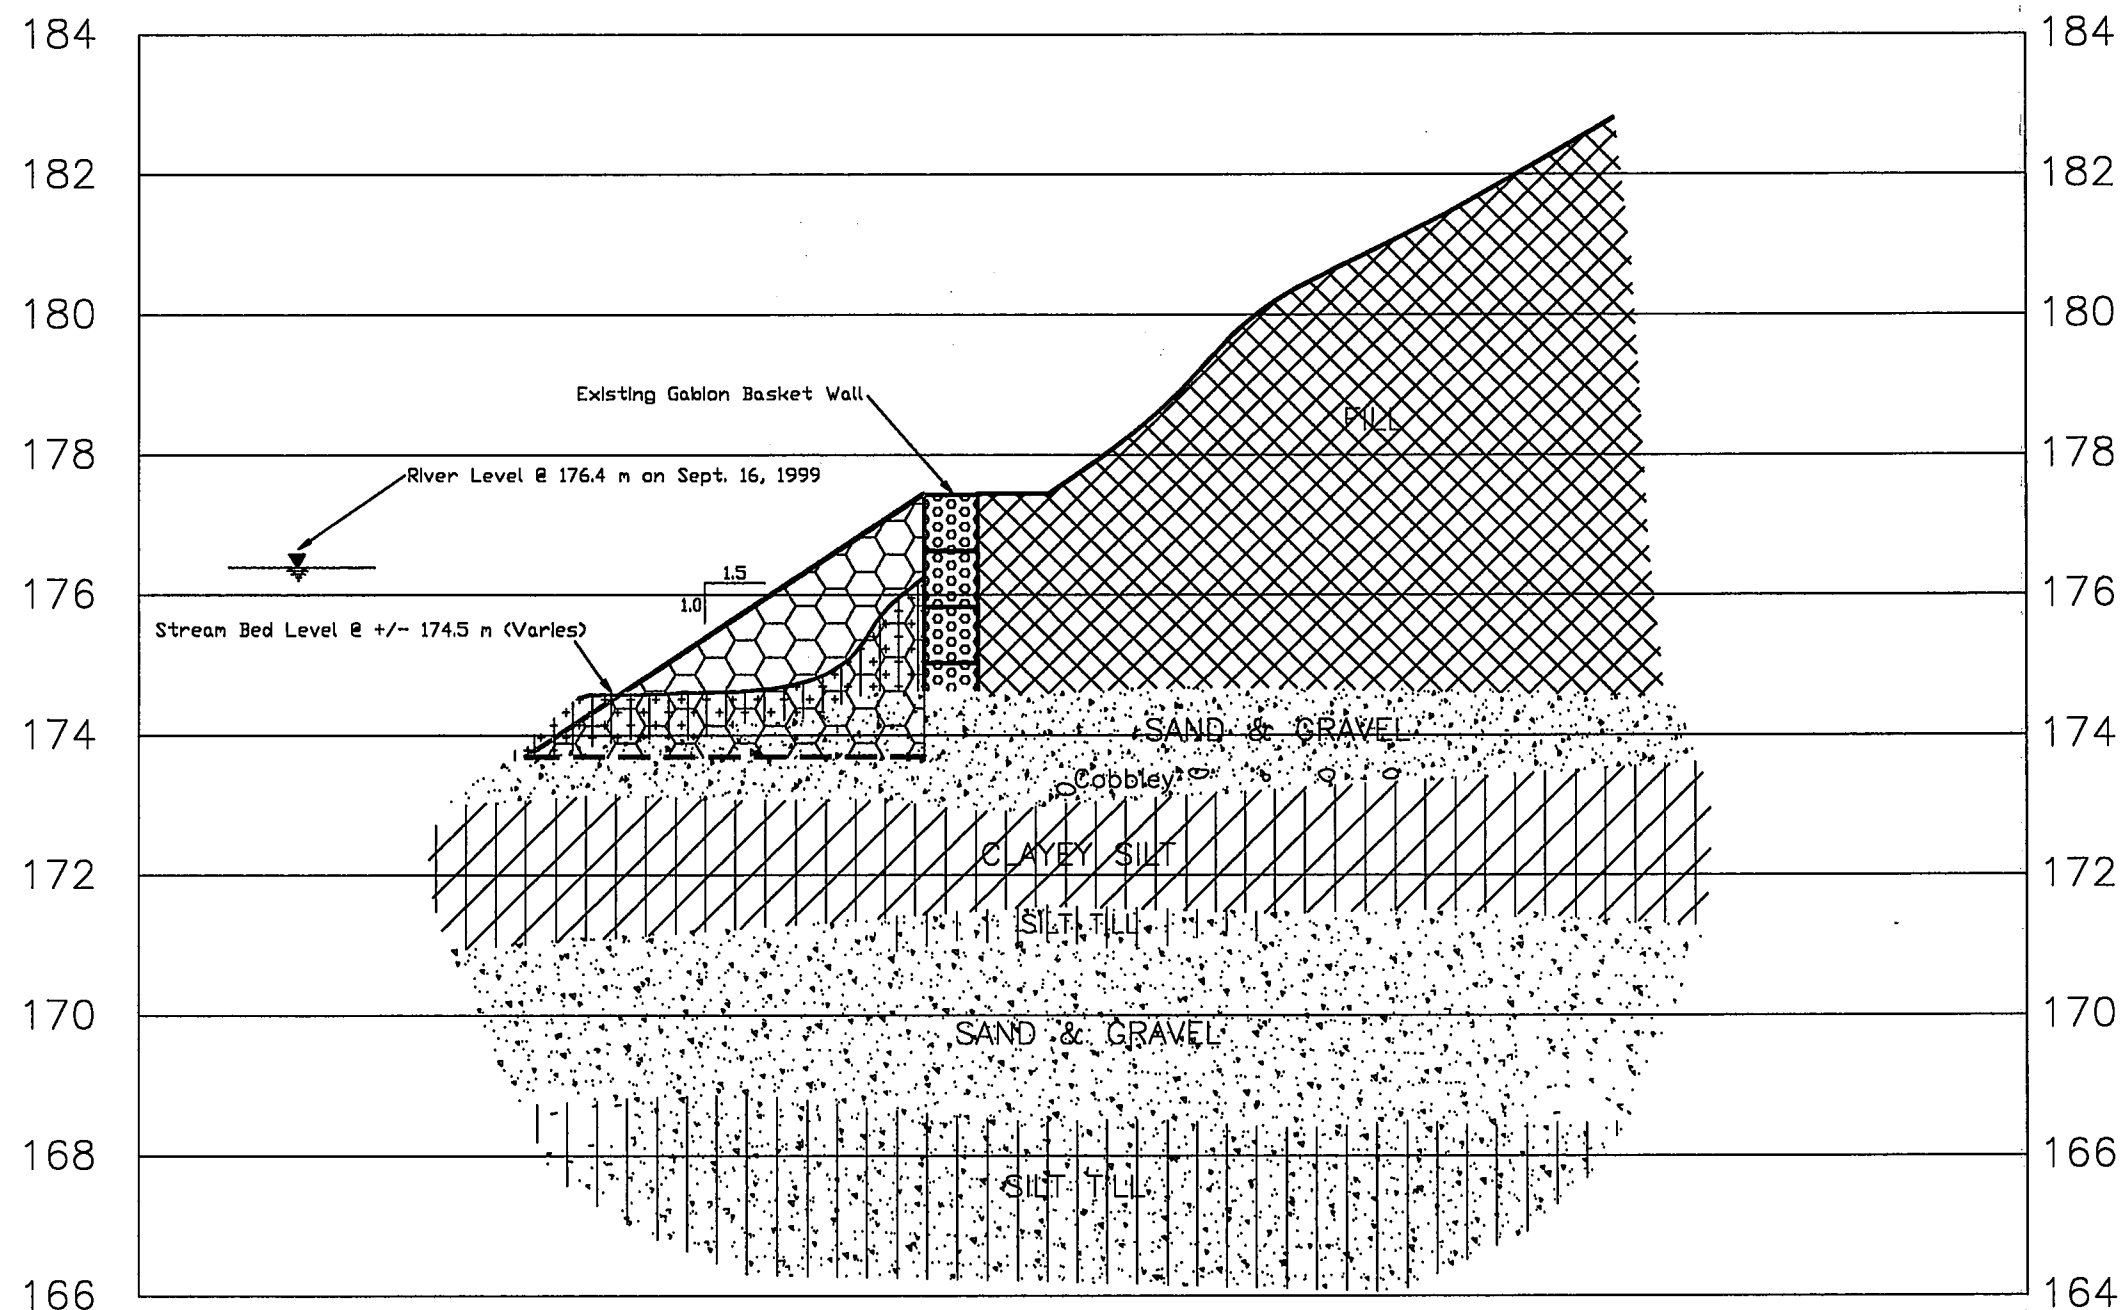 184 184
182 182
180 180
Existing Gabion Basket Wall
FILL
178 178
River Level @ 176.4 m on Sept. 16, 1999
176 176
1.5
1.0
Stream Bed Level @ +/- 174.5 m (Varies)
174 174
SAND & GRAVEL
Cobbley
CLAYEY SILT
172 172
SILT TILL
170 170
SAND & GRAVEL
168 166
SILT TILL
166 164